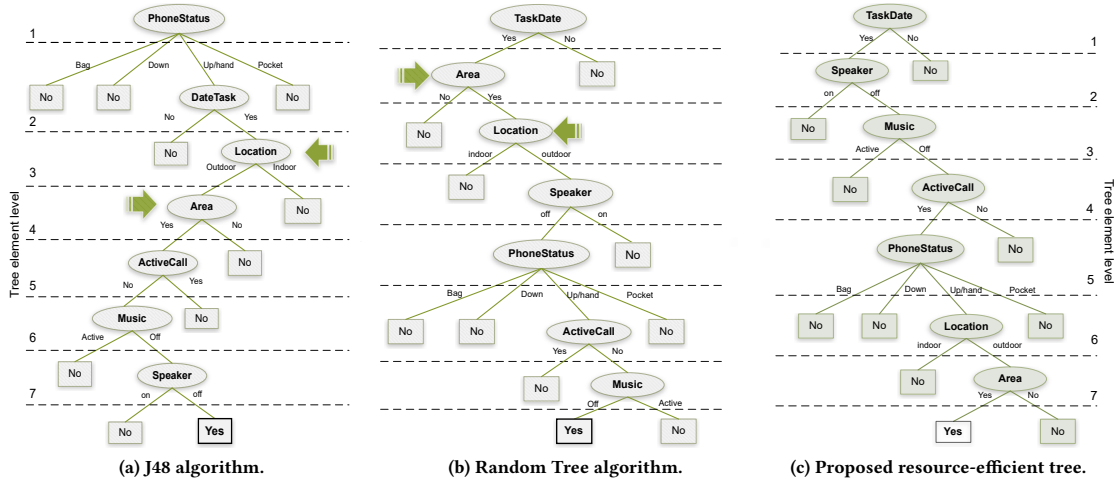 PhoneStatus
1
Bag
Down
Up/hand
Pocket
No
No
DateTask
No
2
No
Yes
No
Location
Outdoor
Indoor
3
Area
No
4
Yes
No
ActiveCall
No
5
No
Yes
Music
No
6
Active
Off
No
Speaker
7
on
off
No
Yes
Tree element level
(a) J48 algorithm.
TaskDate
Yes
No
Area
No
No
Yes
No
Location
indoor
outdoor
No
Speaker
off
on
PhoneStatus
No
Bag
Down
Up/hand
Pocket
No
No
ActiveCall
No
Yes
No
No
Music
Off
Active
Yes
No
(b) Random Tree algorithm.
TaskDate
Yes
No
1
Speaker
No
on
off
2
No
Music
Active
Off
3
No
ActiveCall
Yes
No
4
PhoneStatus
No
Bag
Down
Up/hand
Pocket
5
No
No
Location
No
indoor
outdoor
6
No
Area
Yes
No
7
Yes
No
Tree element level
(c) Proposed resource-efficient tree.